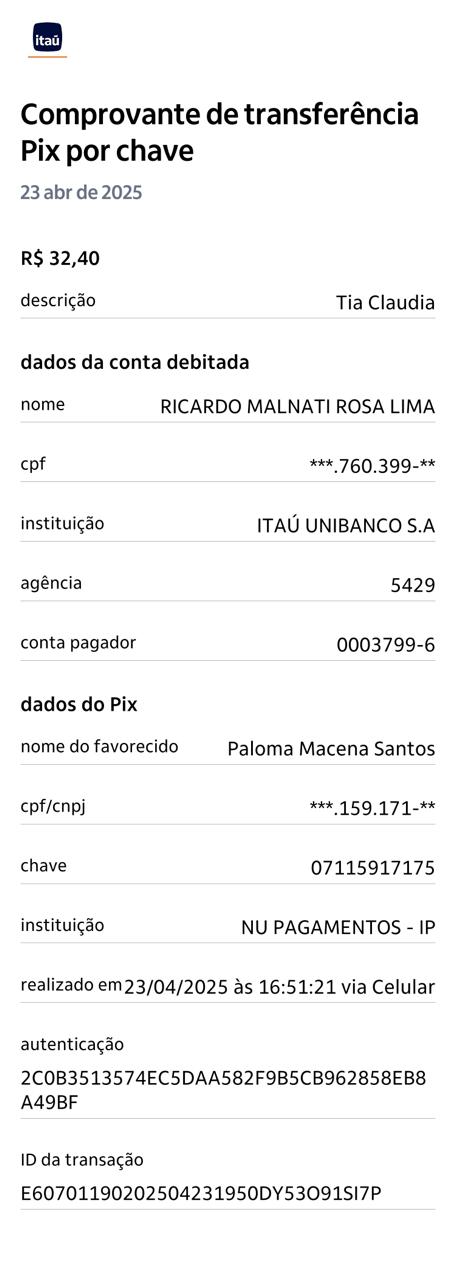 itaú
Comprovante de transferência
Pix por chave
23 abr de 2025
R$ 32,40
descrição Tia Claudia
dados da conta debitada
nome RICARDO MALNATI ROSA LIMA
cpf ***.760.399-**
instituição ITAÚ UNIBANCO S.A
agência 5429
conta pagador 0003799-6
dados do Pix
nome do favorecido Paloma Macena Santos
cpf/cnpj ***.159.171-**
chave 07115917175
instituição NU PAGAMENTOS - IP
realizado em 23/04/2025 às 16:51:21 via Celular
autenticação
2C0B3513574EC5DAA582F9B5CB962858EB8
A49BF
ID da transação
E60701190202504231950DY53O91SI7P